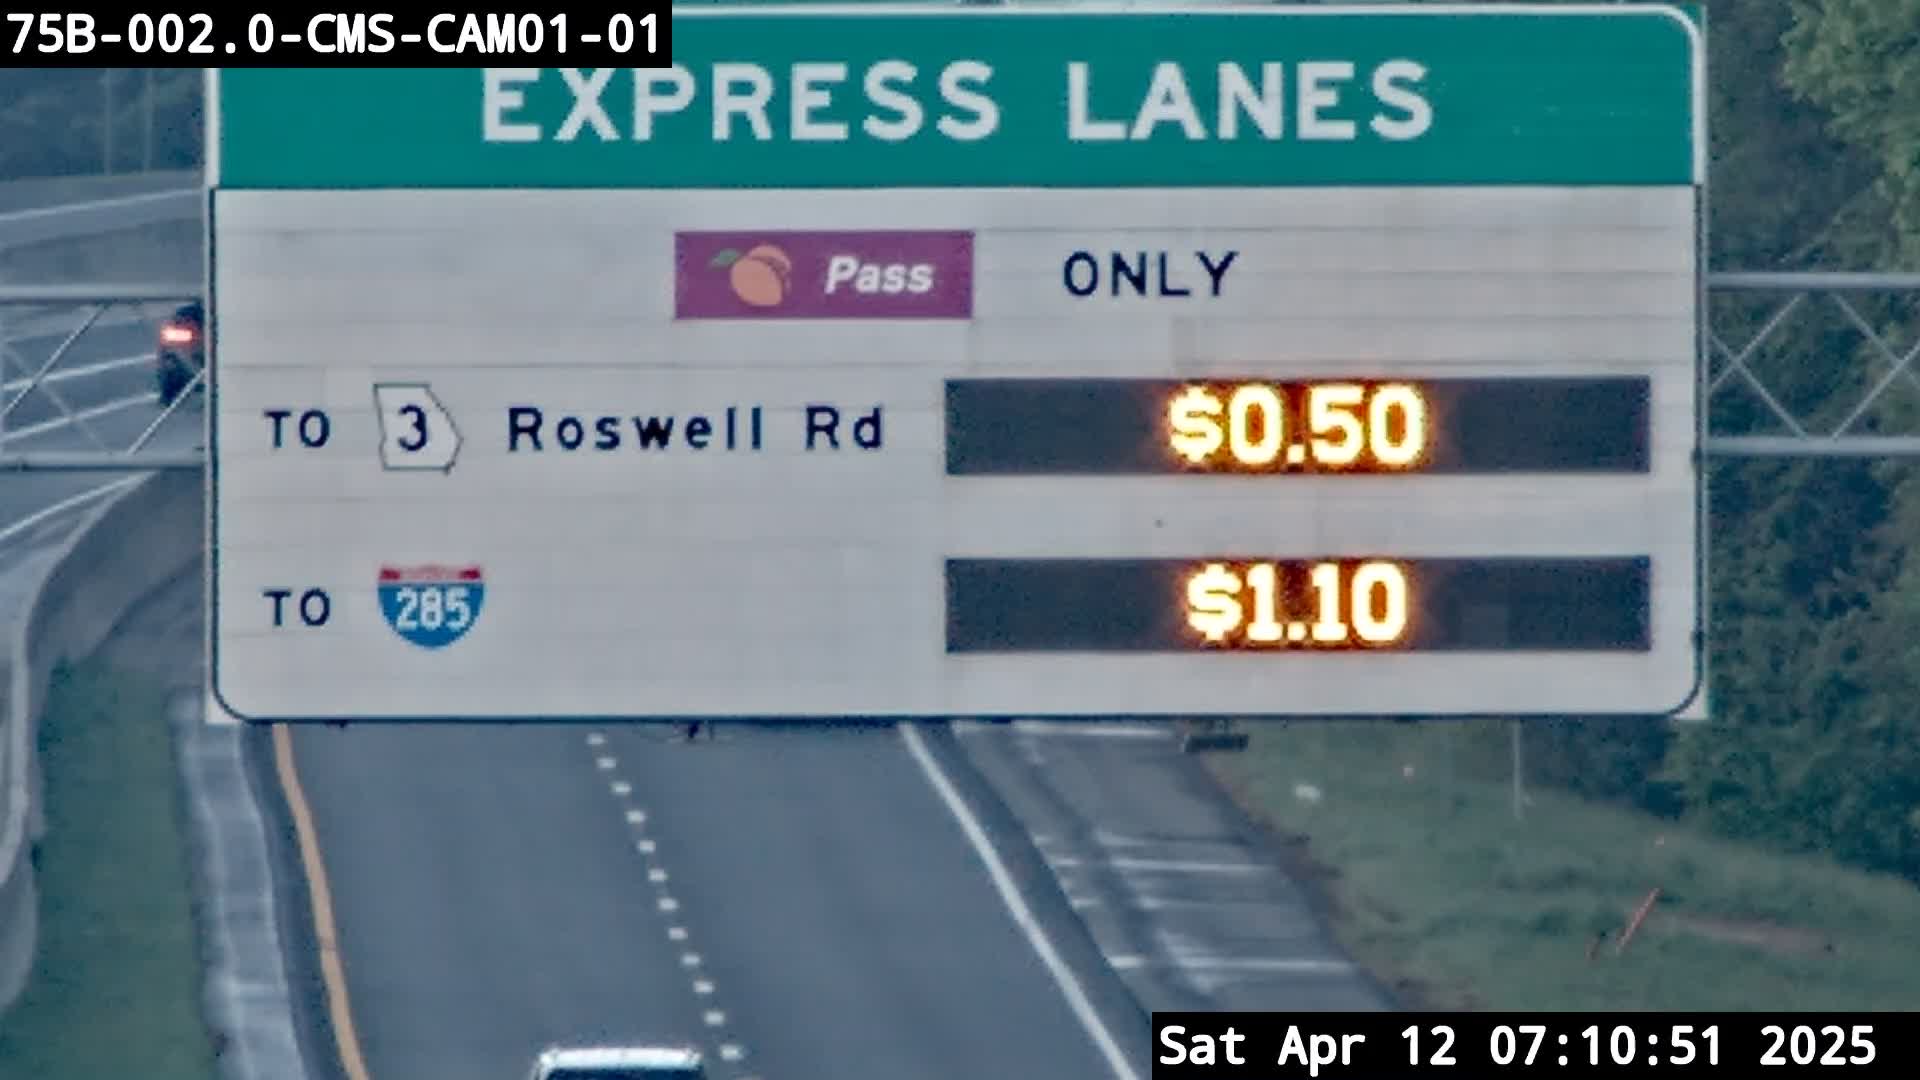 75B-002.0-CMS-CAM01-01
EXPRESS LANES
Pass ONLY
TO 3 Roswell Rd $0.50
TO 285 $1.10
Sat Apr 12 07:10:51 2025